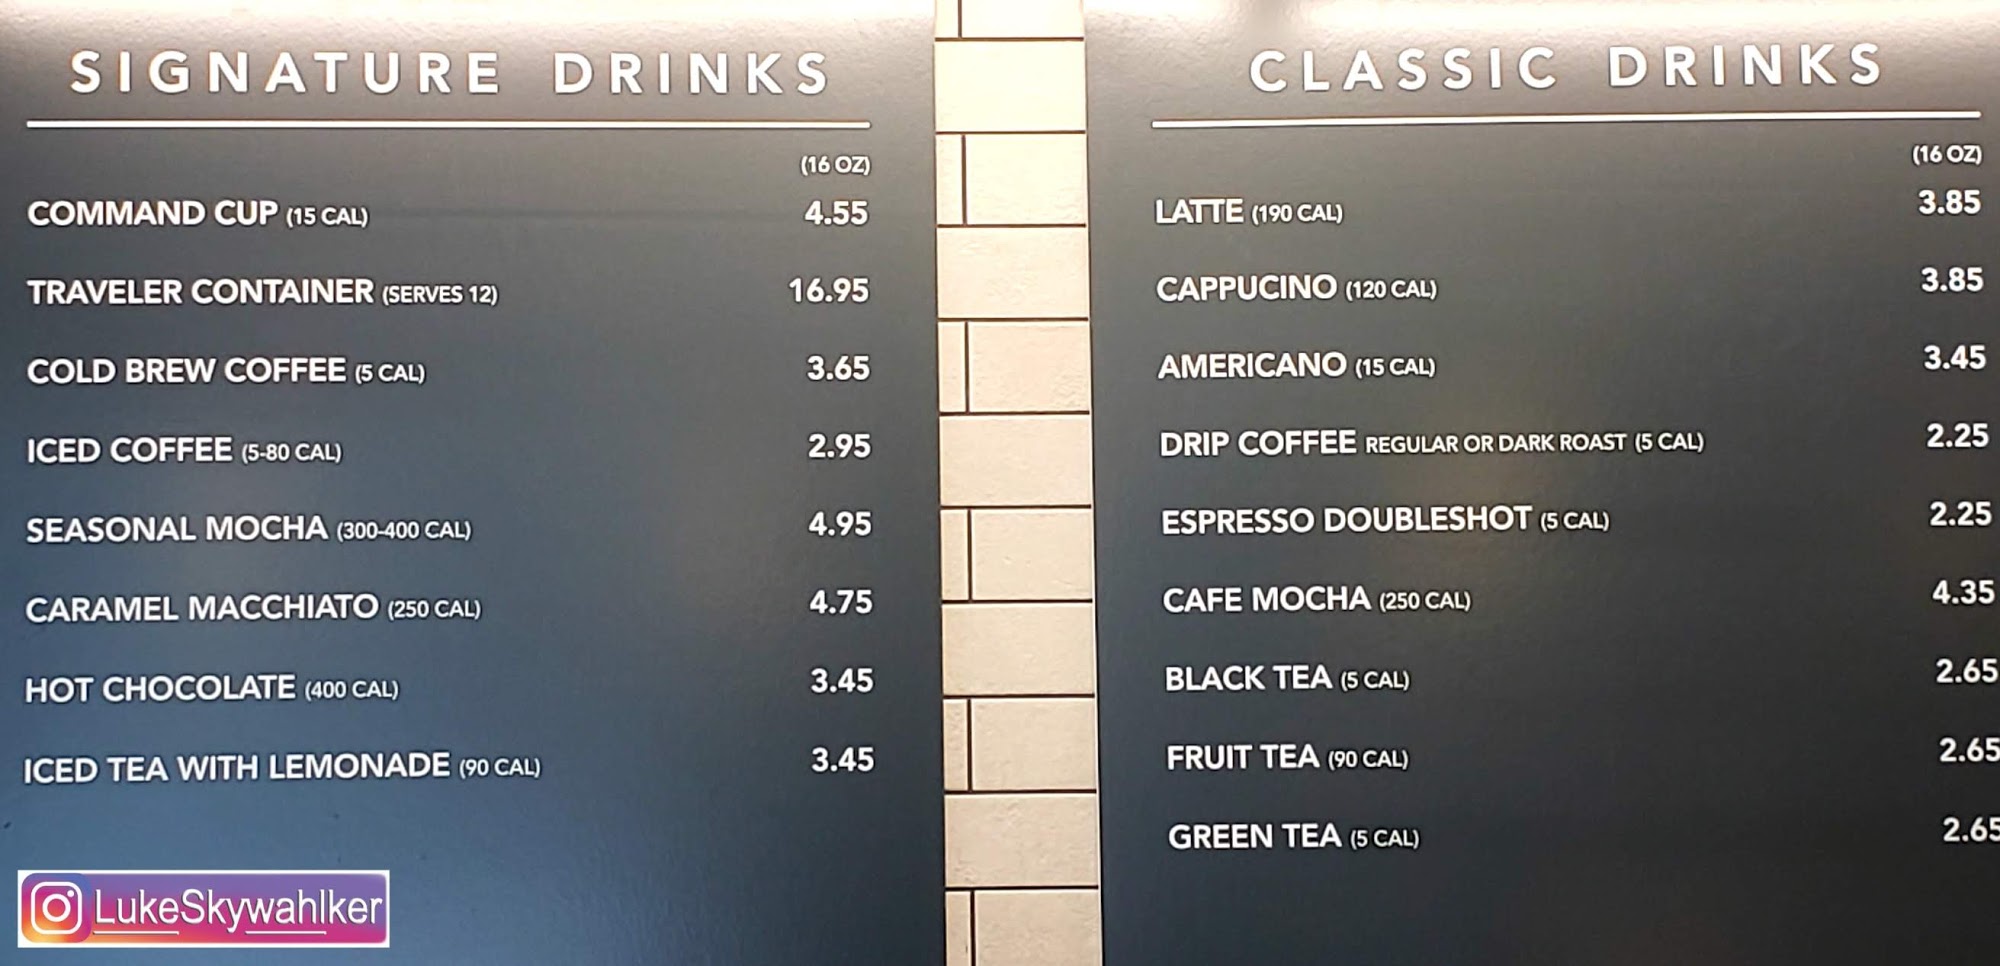 SIGNATURE DRINKS
(16 OZ)
COMMAND CUP (15 CAL) 4.55
TRAVELER CONTAINER (SERVES 12) 16.95
COLD BREW COFFEE (5 CAL) 3.65
ICED COFFEE (5-80 CAL) 2.95
SEASONAL MOCHA (300-400 CAL) 4.95
CARAMEL MACCHIATO (250 CAL) 4.75
HOT CHOCOLATE (400 CAL) 3.45
ICED TEA WITH LEMONADE (90 CAL) 3.45
LukeSkywahlker
CLASSIC DRINKS
(16 OZ)
LATTE (190 CAL) 3.85
CAPPUCINO (120 CAL) 3.85
AMERICANO (15 CAL) 3.45
DRIP COFFEE REGULAR OR DARK ROAST (5 CAL) 2.25
ESPRESSO DOUBLESHOT (5 CAL) 2.25
CAFE MOCHA (250 CAL) 4.35
BLACK TEA (5 CAL) 2.65
FRUIT TEA (90 CAL) 2.65
GREEN TEA (5 CAL) 2.65